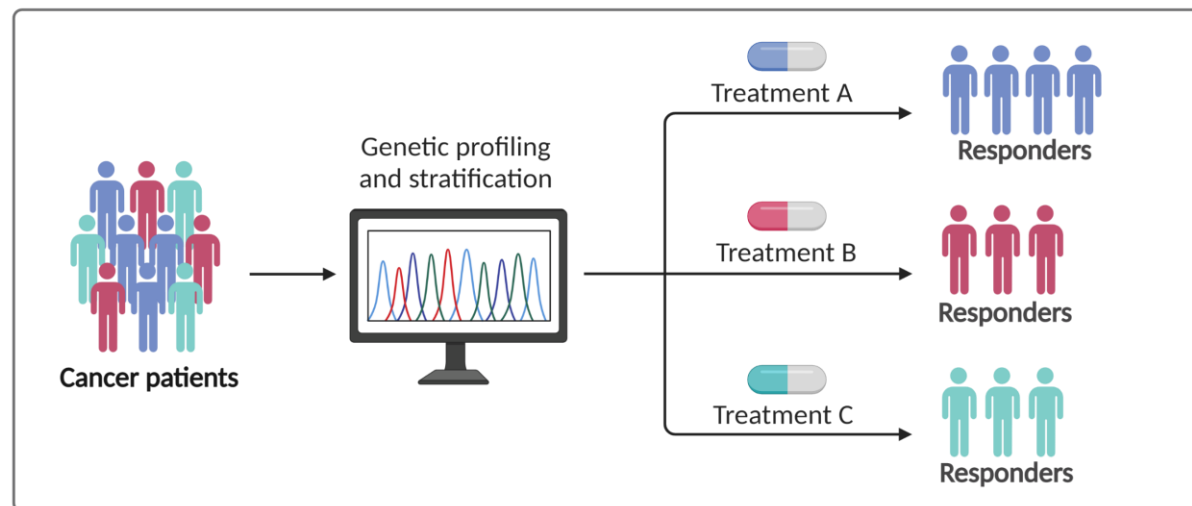 Cancer patients
Genetic profiling
and stratification
Treatment A
Responders
Treatment B
Responders
Treatment C
Responders